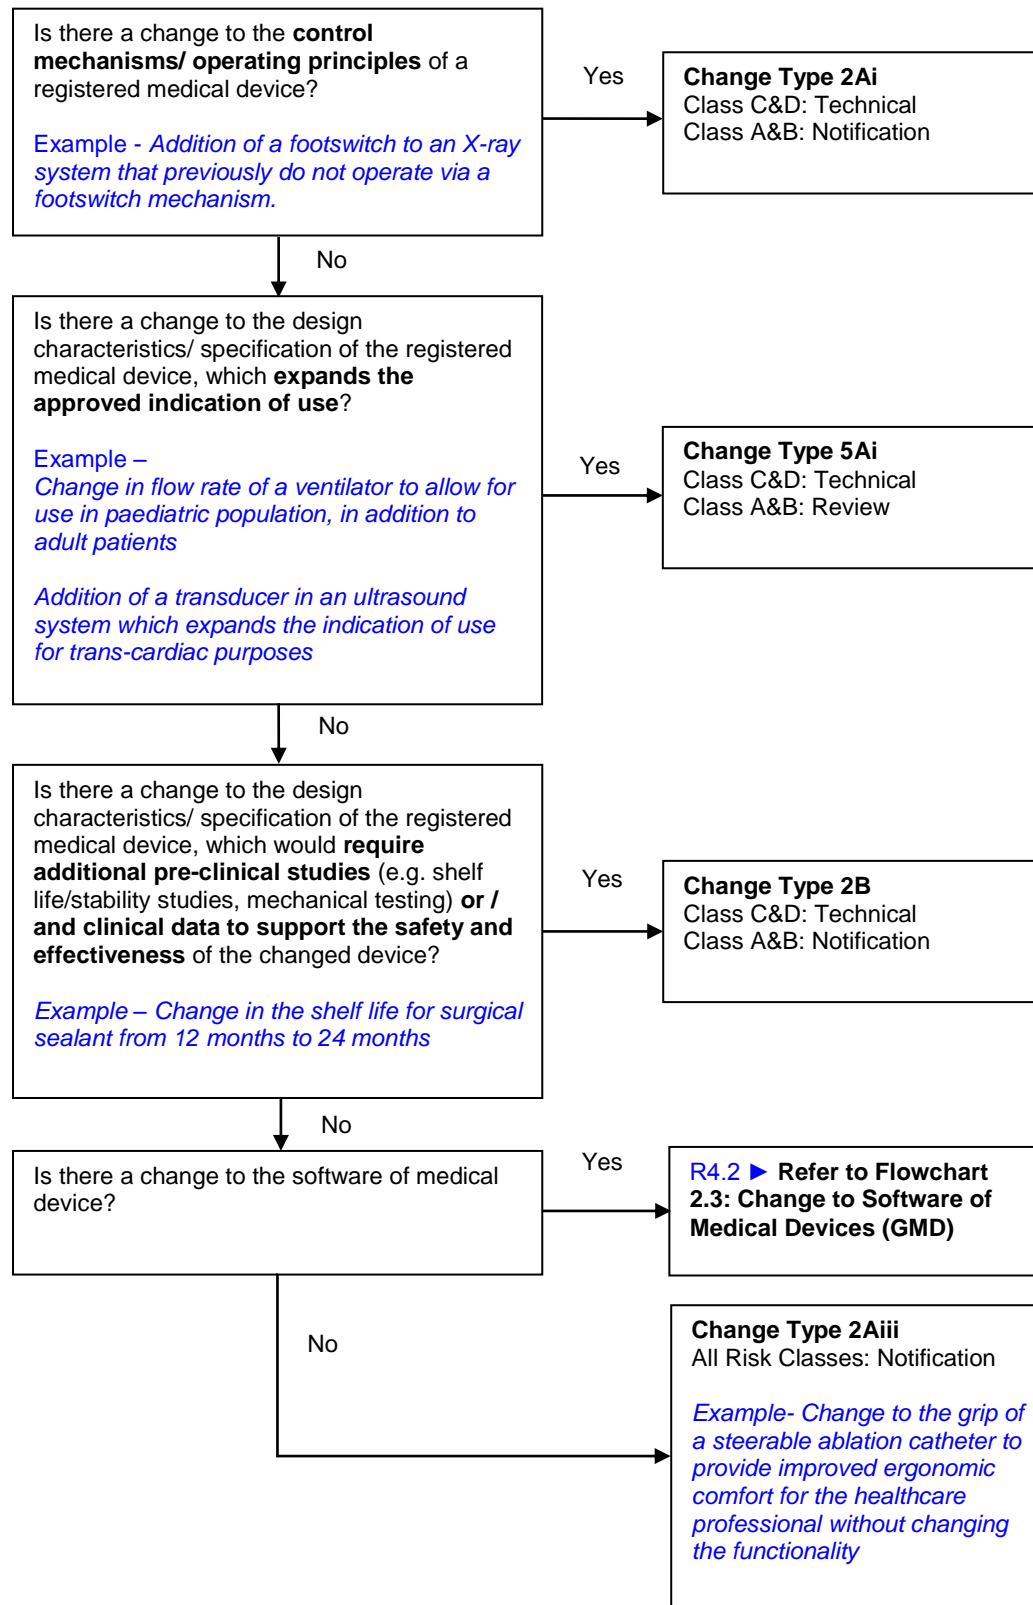 Is there a change to the control
mechanisms/ operating principles of a
registered medical device?
Example - Addition of a footswitch to an X-ray
system that previously do not operate via a
footswitch mechanism.
Yes
Change Type 2Ai
Class C&D: Technical
Class A&B: Notification
No
Is there a change to the design
characteristics/ specification of the registered
medical device, which expands the
approved indication of use?
Example –
Change in flow rate of a ventilator to allow for
use in paediatric population, in addition to
adult patients
Addition of a transducer in an ultrasound
system which expands the indication of use
for trans-cardiac purposes
Yes
Change Type 5Ai
Class C&D: Technical
Class A&B: Review
No
Is there a change to the design
characteristics/ specification of the registered
medical device, which would require
additional pre-clinical studies (e.g. shelf
life/stability studies, mechanical testing) or /
and clinical data to support the safety and
effectiveness of the changed device?
Example – Change in the shelf life for surgical
sealant from 12 months to 24 months
Yes
Change Type 2B
Class C&D: Technical
Class A&B: Notification
No
Is there a change to the software of medical
device?
Yes
R4.2 ► Refer to Flowchart
2.3: Change to Software of
Medical Devices (GMD)
No
Change Type 2Aiii
All Risk Classes: Notification
Example- Change to the grip of
a steerable ablation catheter to
provide improved ergonomic
comfort for the healthcare
professional without changing
the functionality